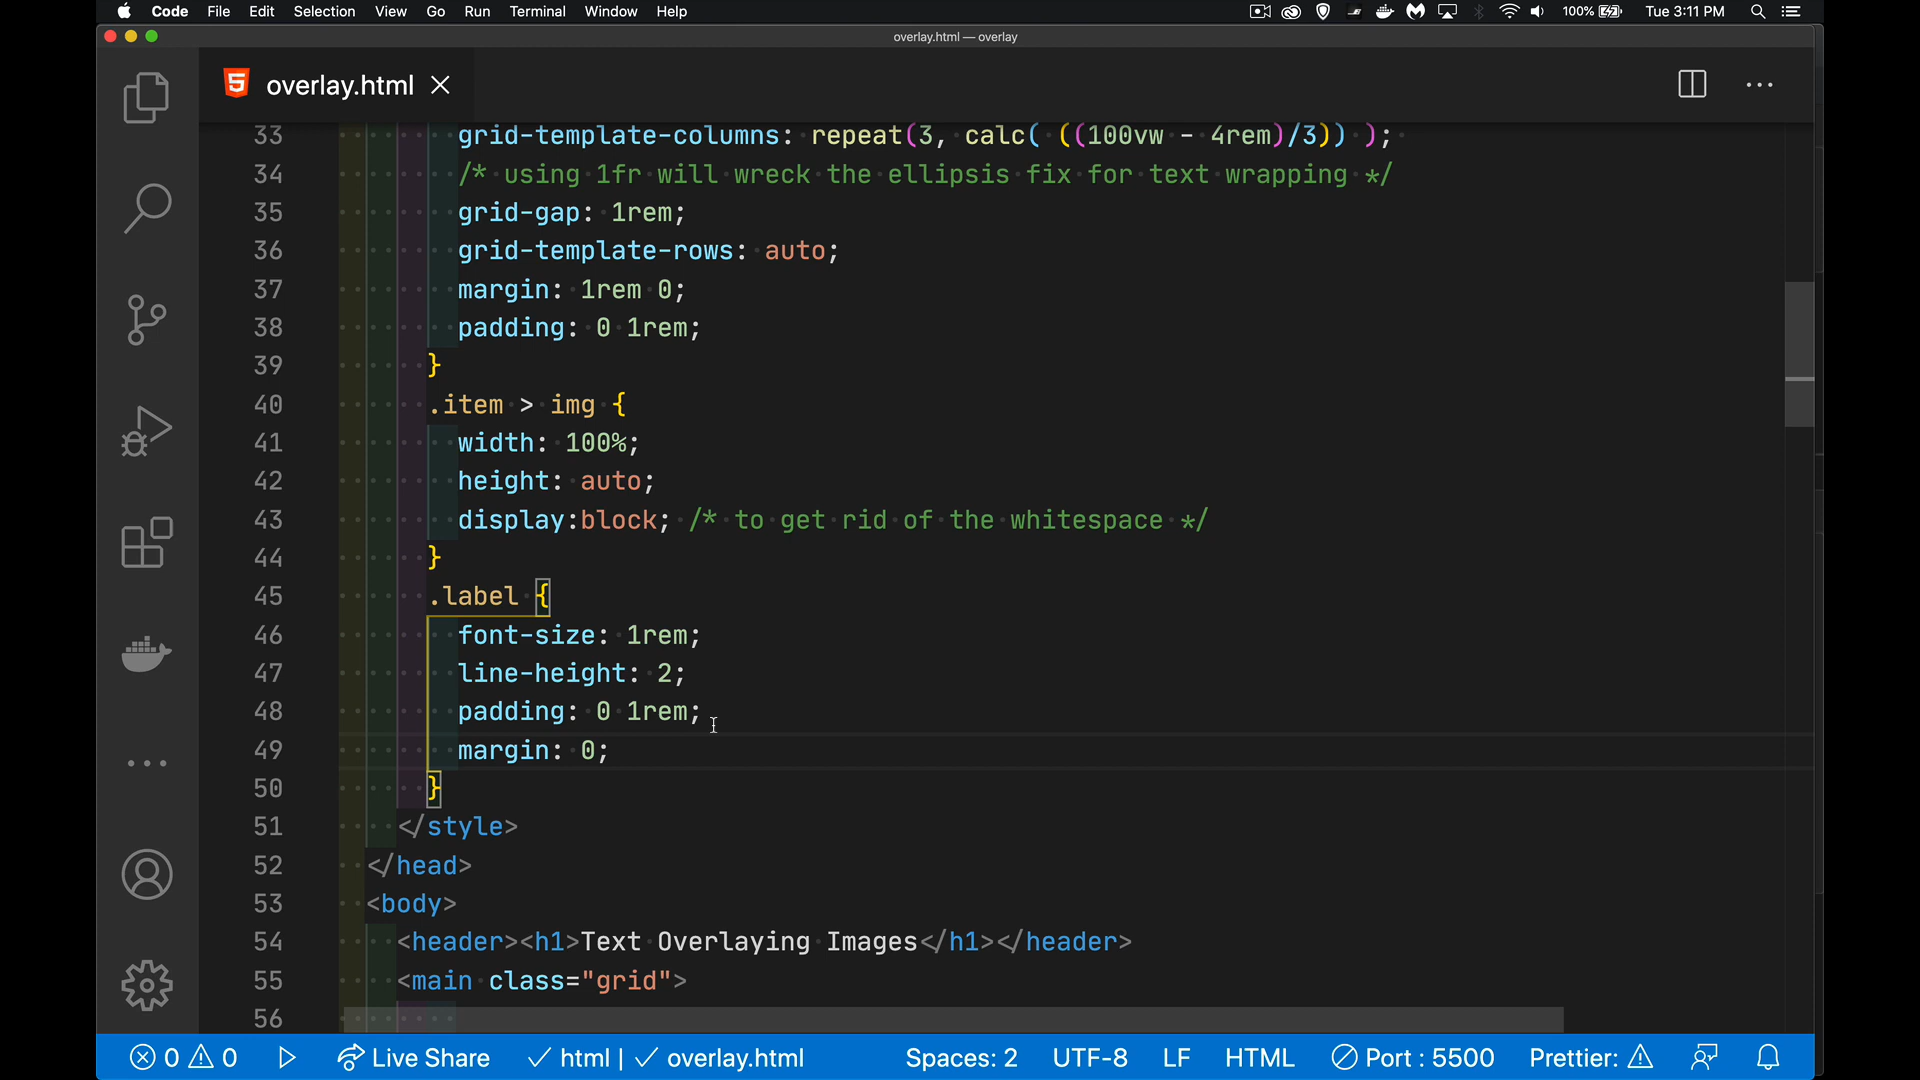 Code File Edit Selection View Go Run Terminal Window Help 100% Tue 3:11 PM
overlay.html — overlay
overlay.html
33 grid-template-columns: repeat(3, calc( ((100vw - 4rem)/3)) );
34 /* using 1fr will wreck the ellipsis fix for text wrapping */
35 grid-gap: 1rem;
36 grid-template-rows: auto;
37 margin: 1rem 0;
38 padding: 0 1rem;
39 }
40 .item > img {
41 width: 100%;
42 height: auto;
43 display:block; /* to get rid of the whitespace */
44 }
45 .label {
46 font-size: 1rem;
47 line-height: 2;
48 padding: 0 1rem;
49 margin: 0;
50 }
51 </style>
52 </head>
53 <body>
54 <header><h1>Text Overlaying Images</h1></header>
55 <main class="grid">
56
0 0 Live Share ✓ html | ✓ overlay.html Spaces: 2 UTF-8 LF HTML Port : 5500 Prettier: